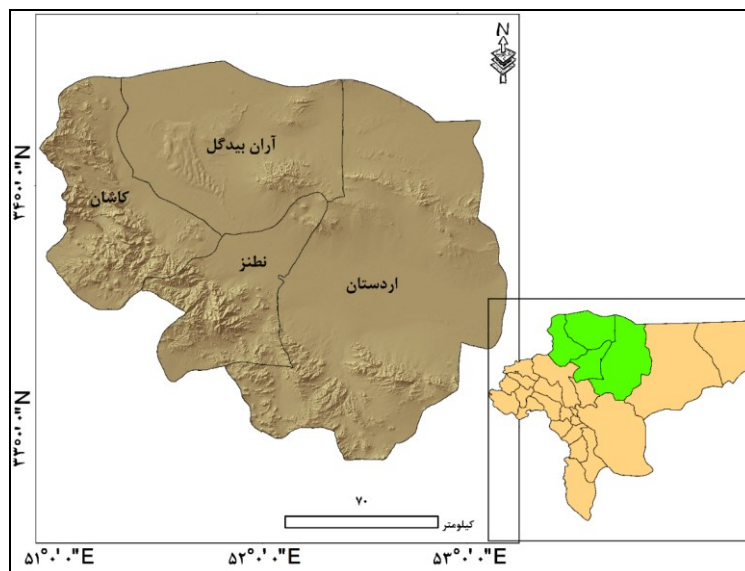 N
آران بیدگل
کاشان
نطنز
اردستان
۳۴°۰'۰"N
۳۳°۰'۰"N
۷۰
کیلومتر
۵۱°۰'۰"E
۵۲°۰'۰"E
۵۳°۰'۰"E